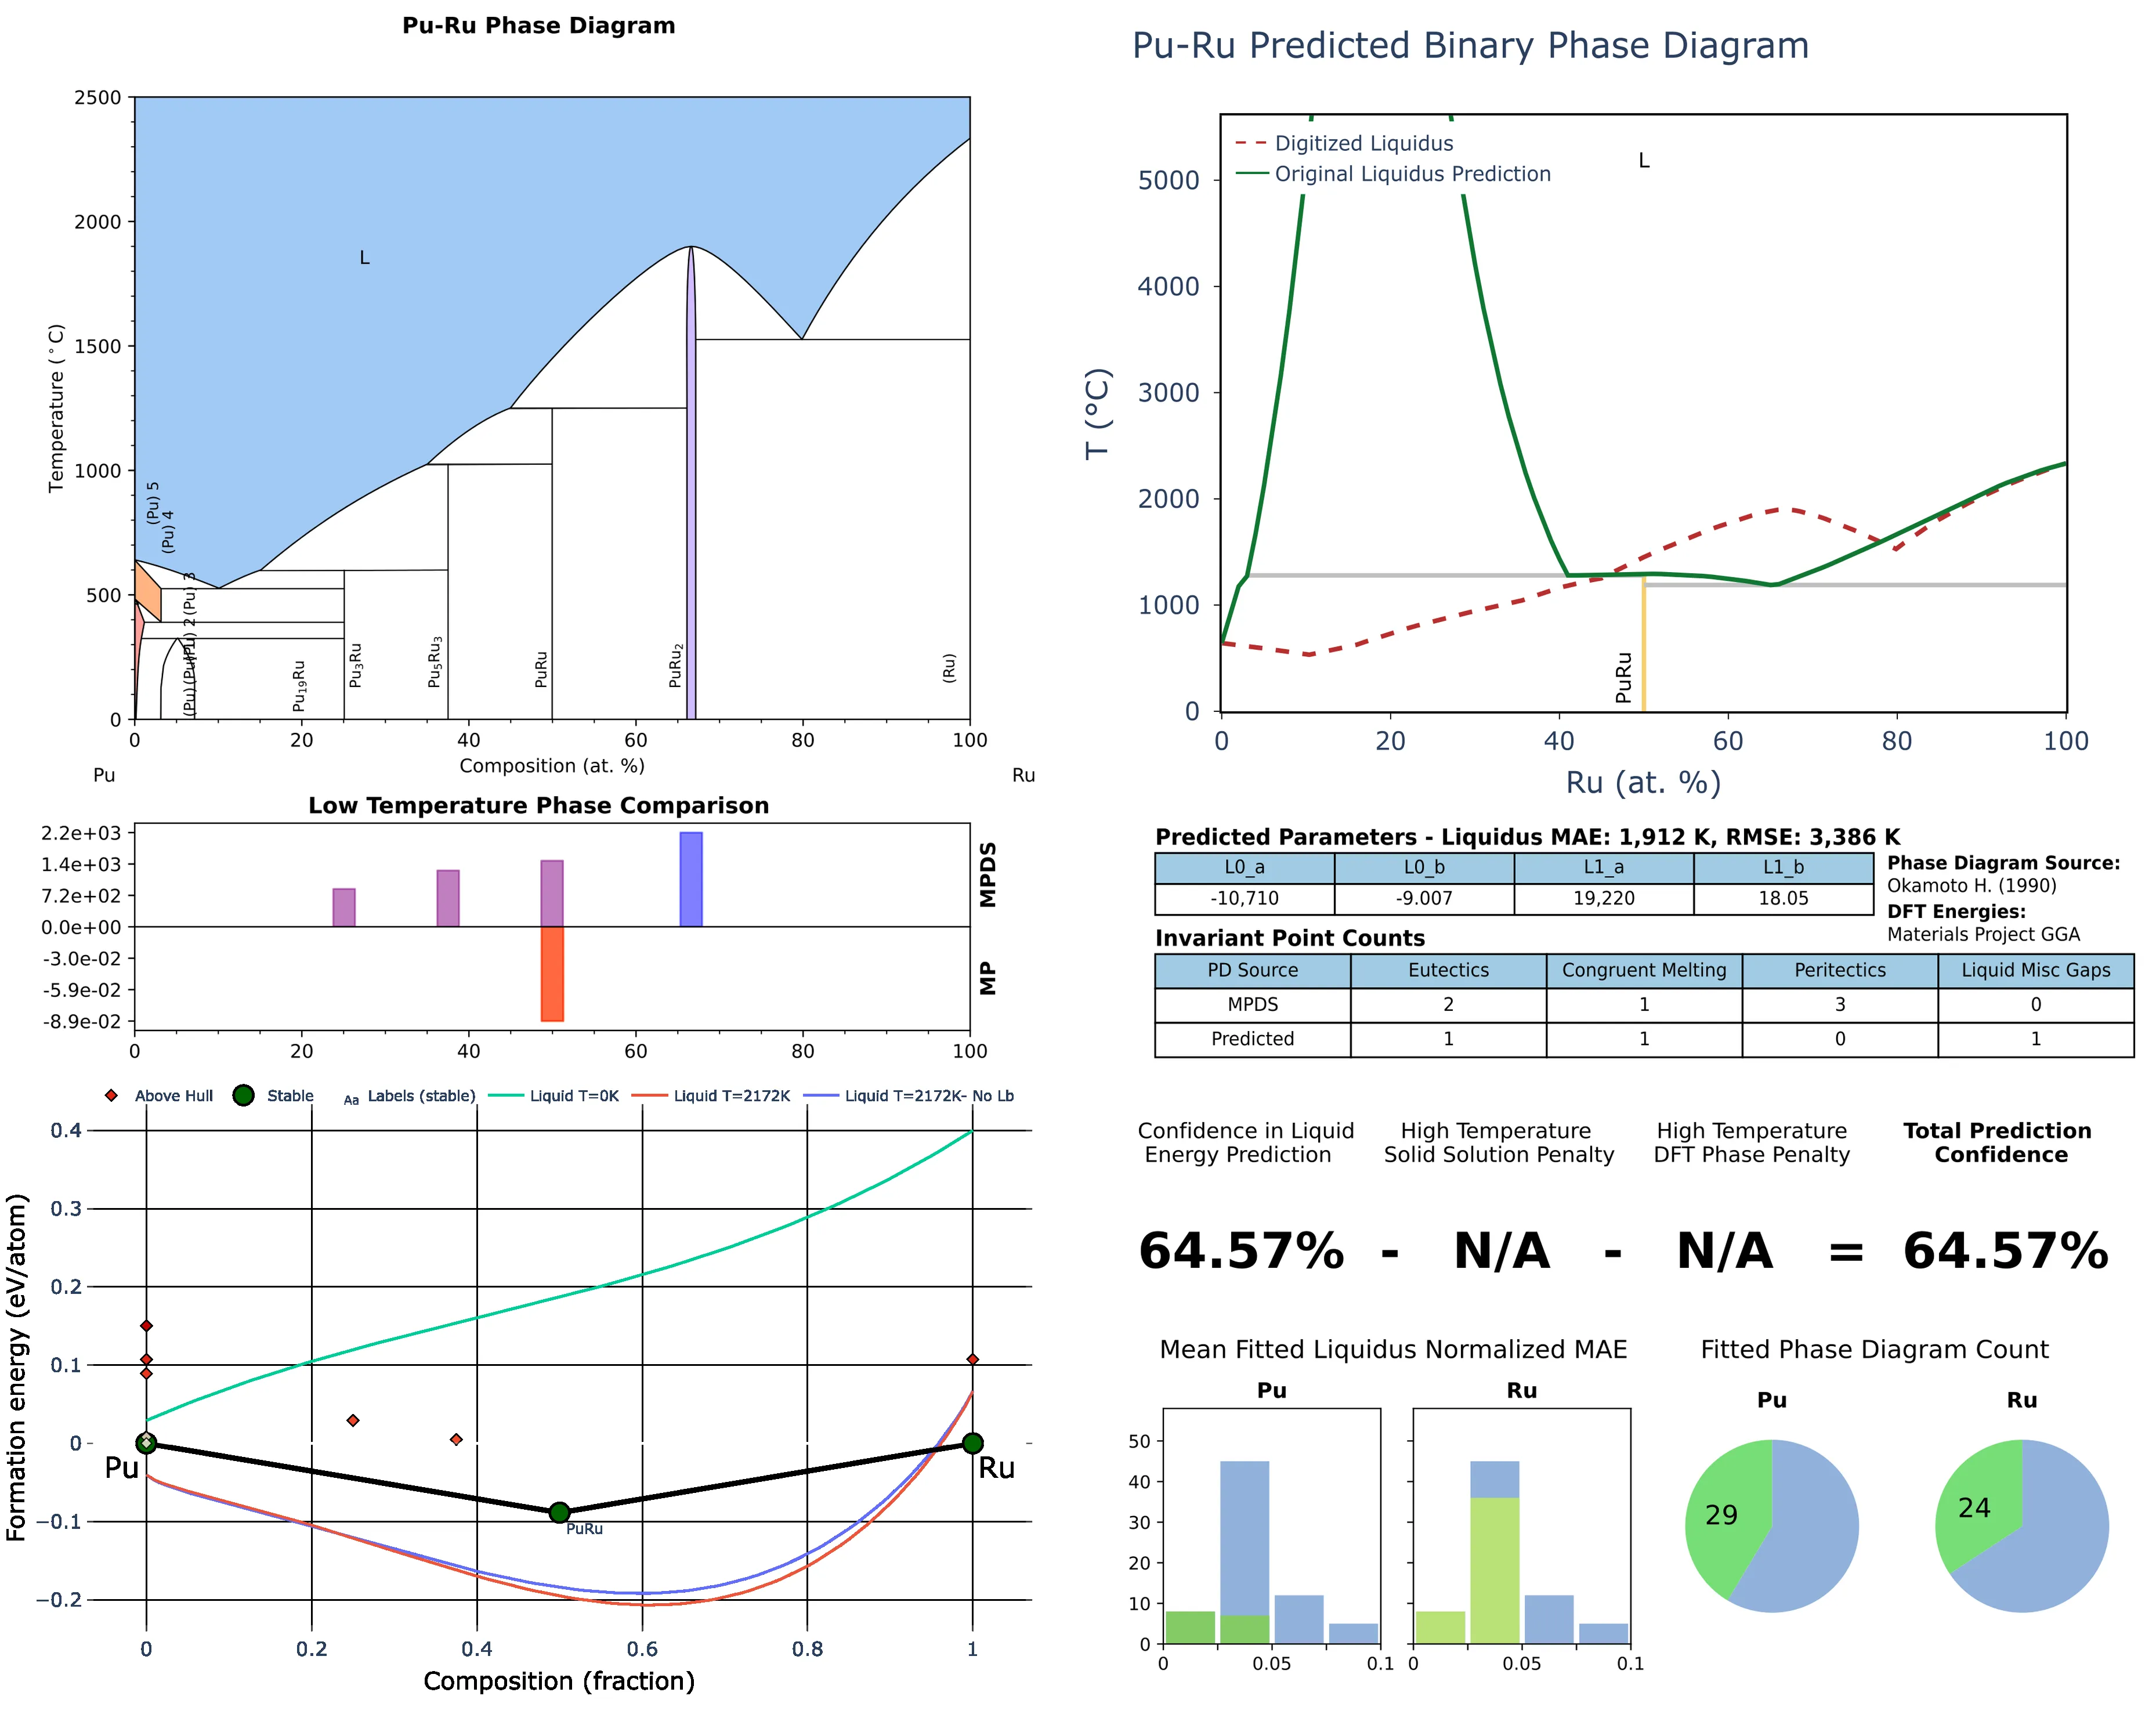 Pu-Ru Phase Diagram
2500
2000
1500
1000
500
0
Temperature (°C)
L
(Pu) 5
(Pu) 4
(Pu) 3
(Pu) 2
Pu₁₉Ru
Pu₃Ru
Pu₅Ru₃
PuRu
PuRu₂
(Ru)
0 20 40 60 80 100
Composition (at. %)
Pu Ru
Low Temperature Phase Comparison
2.2e+03
1.4e+03
7.2e+02
0.0e+00
-3.0e-02
-5.9e-02
-8.9e-02
MPDS
MP
0 20 40 60 80 100
Above Hull Stable Aa Labels (stable) Liquid T=0K Liquid T=2172K Liquid T=2172K- No Lb
0.4
0.3
0.2
0.1
0
−0.1
−0.2
Formation energy (eV/atom)
Pu
PuRu
Ru
0 0.2 0.4 0.6 0.8 1
Composition (fraction)
Pu-Ru Predicted Binary Phase Diagram
Digitized Liquidus
Original Liquidus Prediction
L
5000
4000
3000
2000
1000
0
T (°C)
PuRu
0 20 40 60 80 100
Ru (at. %)
Predicted Parameters - Liquidus MAE: 1,912 K, RMSE: 3,386 K
L0_a L0_b L1_a L1_b
-10,710 -9.007 19,220 18.05
Phase Diagram Source:
Okamoto H. (1990)
DFT Energies:
Materials Project GGA
Invariant Point Counts
PD Source Eutectics Congruent Melting Peritectics Liquid Misc Gaps
MPDS 2 1 3 0
Predicted 1 1 0 1
Confidence in Liquid
Energy Prediction
High Temperature
Solid Solution Penalty
High Temperature
DFT Phase Penalty
Total Prediction
Confidence
64.57% - N/A - N/A = 64.57%
Mean Fitted Liquidus Normalized MAE
Pu Ru
50
40
30
20
10
0
0 0.05 0.1
0 0.05 0.1
Fitted Phase Diagram Count
Pu Ru
29 24